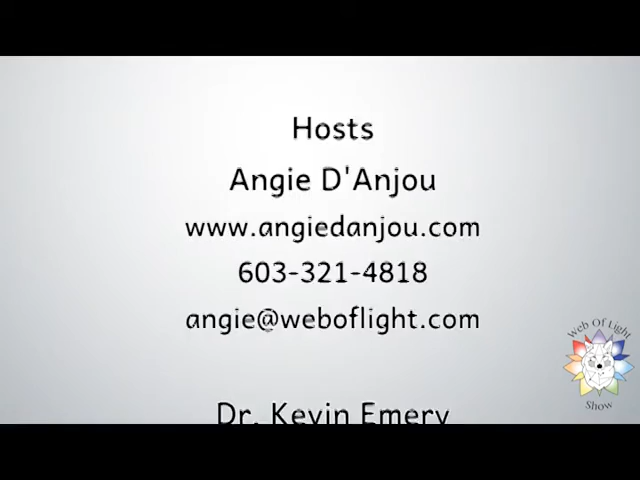 Hosts
Angie D'Anjou
www.angiedanjou.com
603-321-4818
angie@weboflight.com
Dr. Kevin Emery
Web Of Light
Show